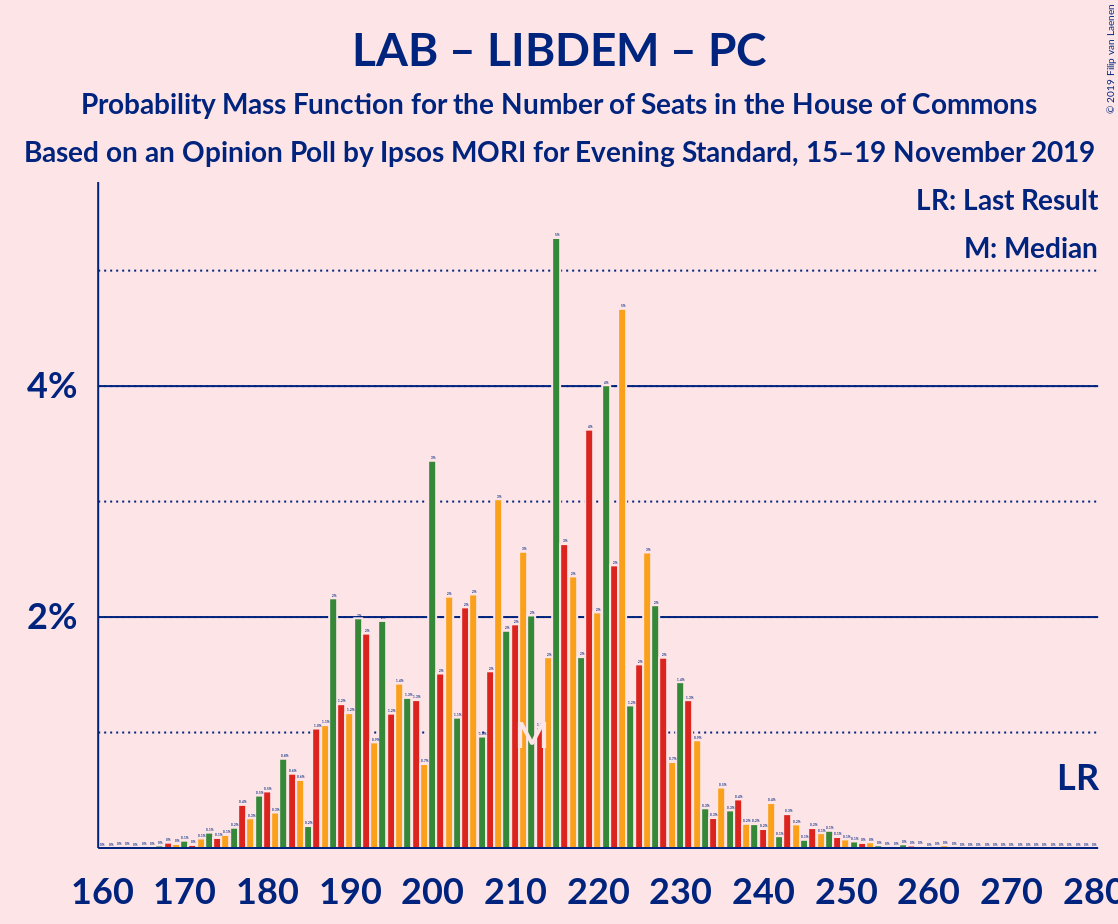 LAB – LIBDEM – PC
Probability Mass Function for the Number of Seats in the House of Commons
Based on an Opinion Poll by Ipsos MORI for Evening Standard, 15–19 November 2019
© 2019 Filip van Laenen
LR: Last Result
M: Median
4%
2%
M
LR
160 170 180 190 200 210 220 230 240 250 260 270 280